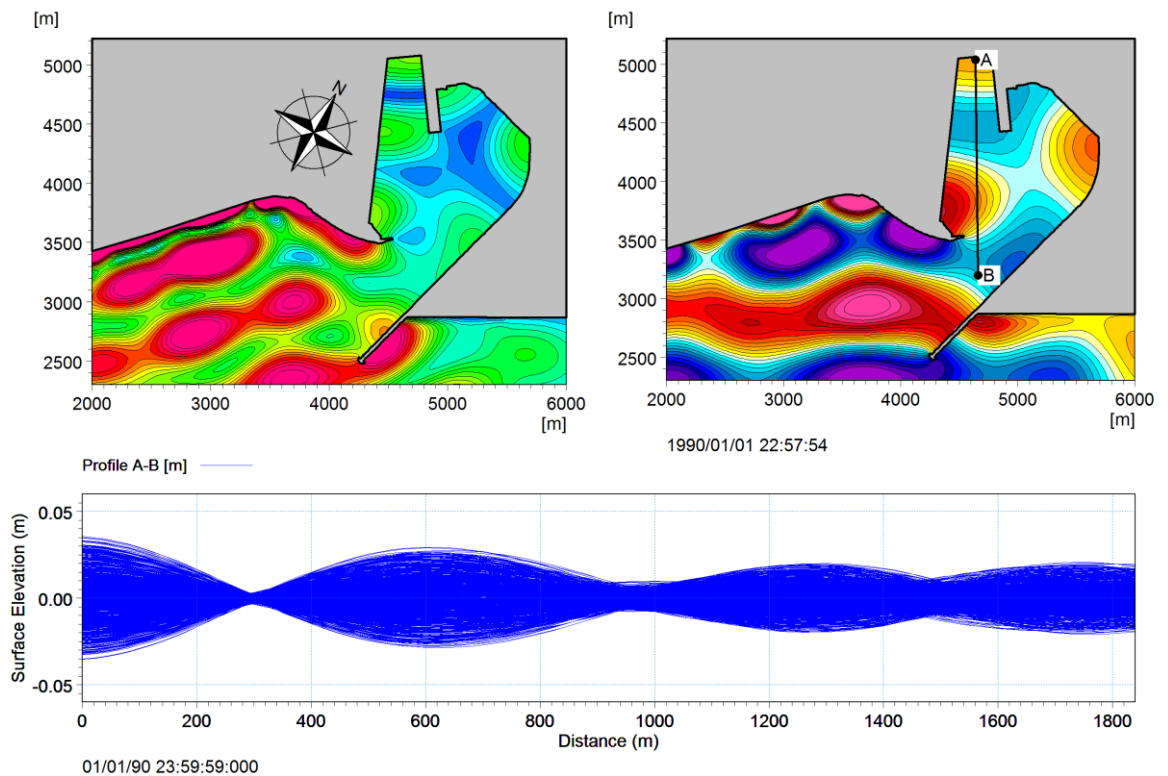 [m]
5000
4500
4000
3500
3000
2500
2000 3000 4000 5000 6000
[m]
N
[m]
5000
4500
4000
3500
3000
2500
2000 3000 4000 5000 6000
[m]
A
B
1990/01/01 22:57:54
Profile A-B [m]
Surface Elevation (m)
0.05
0.00
-0.05
0 200 400 600 800 1000 1200 1400 1600 1800
Distance (m)
01/01/90 23:59:59:000